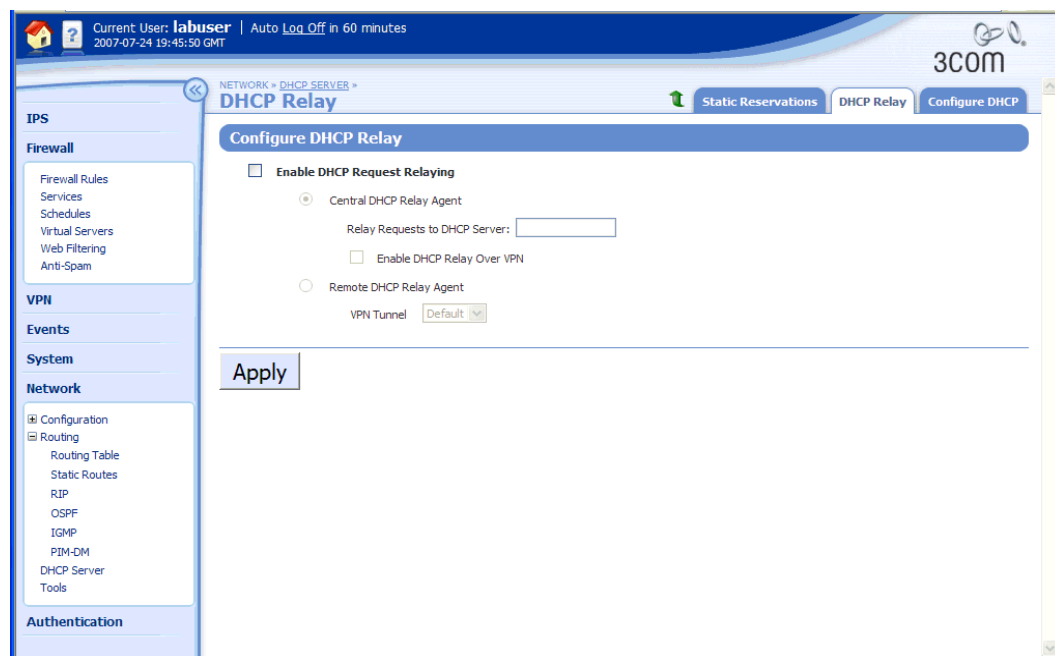 Current User: labuser | Auto Log Off in 60 minutes
2007-07-24 19:45:50 GMT
3COM
NETWORK » DHCP SERVER »
DHCP Relay
Static Reservations
DHCP Relay
Configure DHCP
IPS
Firewall
Firewall Rules
Services
Schedules
Virtual Servers
Web Filtering
Anti-Spam
VPN
Events
System
Network
Configuration
Routing
Routing Table
Static Routes
RIP
OSPF
IGMP
PIM-DM
DHCP Server
Tools
Authentication
Configure DHCP Relay
Enable DHCP Request Relaying
Central DHCP Relay Agent
Relay Requests to DHCP Server:
Enable DHCP Relay Over VPN
Remote DHCP Relay Agent
VPN Tunnel Default
Apply